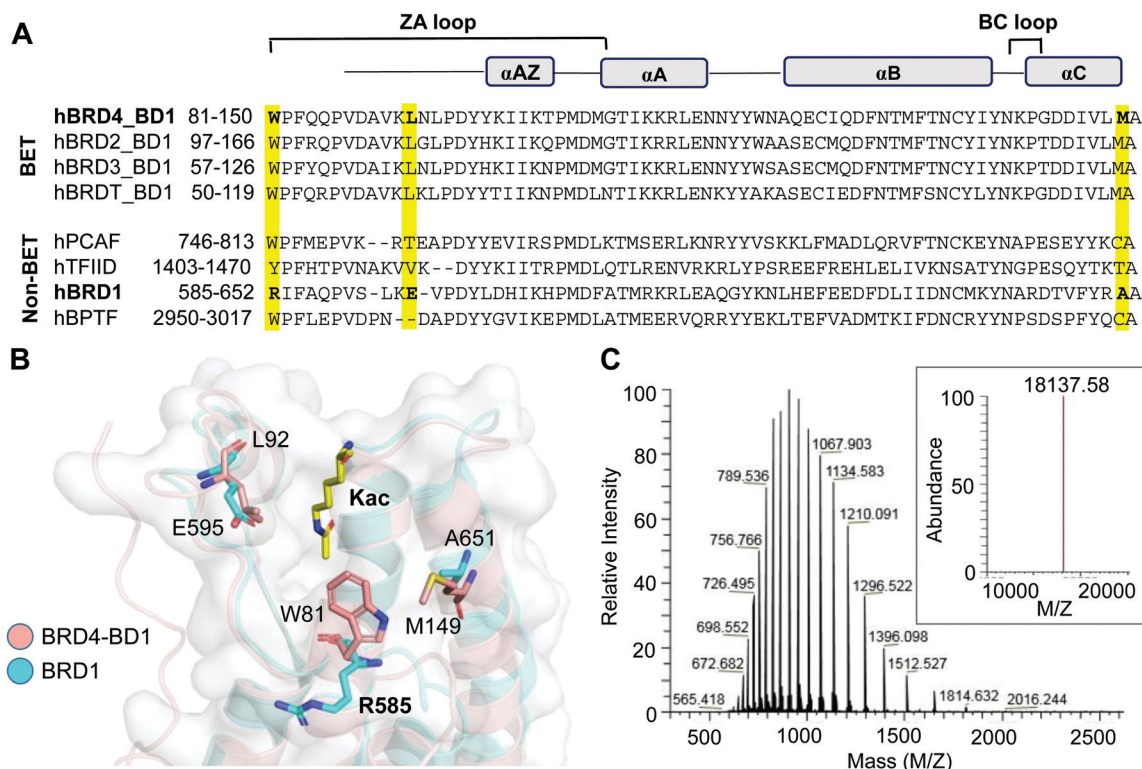 A
ZA loop
BC loop
αAZ
αA
αB
αC
BET
hBRD4_BD1 81-150 WPFQQPVDAVKLNLPDYYKIIKTPMDMGTIKKRLENNYYWNAQECIQDFNTMFTNCYIYNKPGDDIVLMA
hBRD2_BD1 97-166 WPFRQPVDAVKLGLPDYHKIIKQPMDMGTIKRRLENNYYWAASECMQDFNTMFTNCYIYNKPTDDIVLMA
hBRD3_BD1 57-126 WPFYQPVDAIKLNLPDYHKIIKNPMDMGTIKKRLENNYYWSASECMQDFNTMFTNCYIYNKPTDDIVLMA
hBRDT_BD1 50-119 WPFQRPVDAVKLKLPDYYTIIKNPMDLNTIKKRLENKYYAKASECIEDFNTMFSNCYLYNKPGDDIVLMA
Non-BET
hPCAF 746-813 WPFMEPVK--RTEAPDYYEVIRSPMDLKTMSERLKNRYYVSKKLFMADLQRVFTNCKEYNAPESEYYKCA
hTFIID 1403-1470 YPFHTPVNAKVVK--DYYKIITRPMDLQTLRENVRKRLYPSREEFREHLELIVKNSATYNGPESQYTKTA
hBRD1 585-652 RIFAQPVS-LKE-VPDYLDHIKHPMDFATMRKRLEAQGYKNLHEFEEDFDLIIDNCMKYNARDTVFYRAA
hBPTF 2950-3017 WPFLEPVDPN--DAPDYYGVIKEPMDLATMEERVQRRYYEKLTEFVADMTKIFDNCRYYNPSDSPFYQCA
B
L92
Kac
E595
A651
W81
M149
R585
BRD4-BD1
BRD1
C
Relative Intensity
100
80
60
40
20
0
789.536
756.766
726.495
698.552
672.682
565.418
1067.903
1134.583
1210.091
1296.522
1396.098
1512.527
1814.632
2016.244
500
1000
1500
2000
2500
Mass (M/Z)
18137.58
Abundance
100
50
0
10000
20000
M/Z